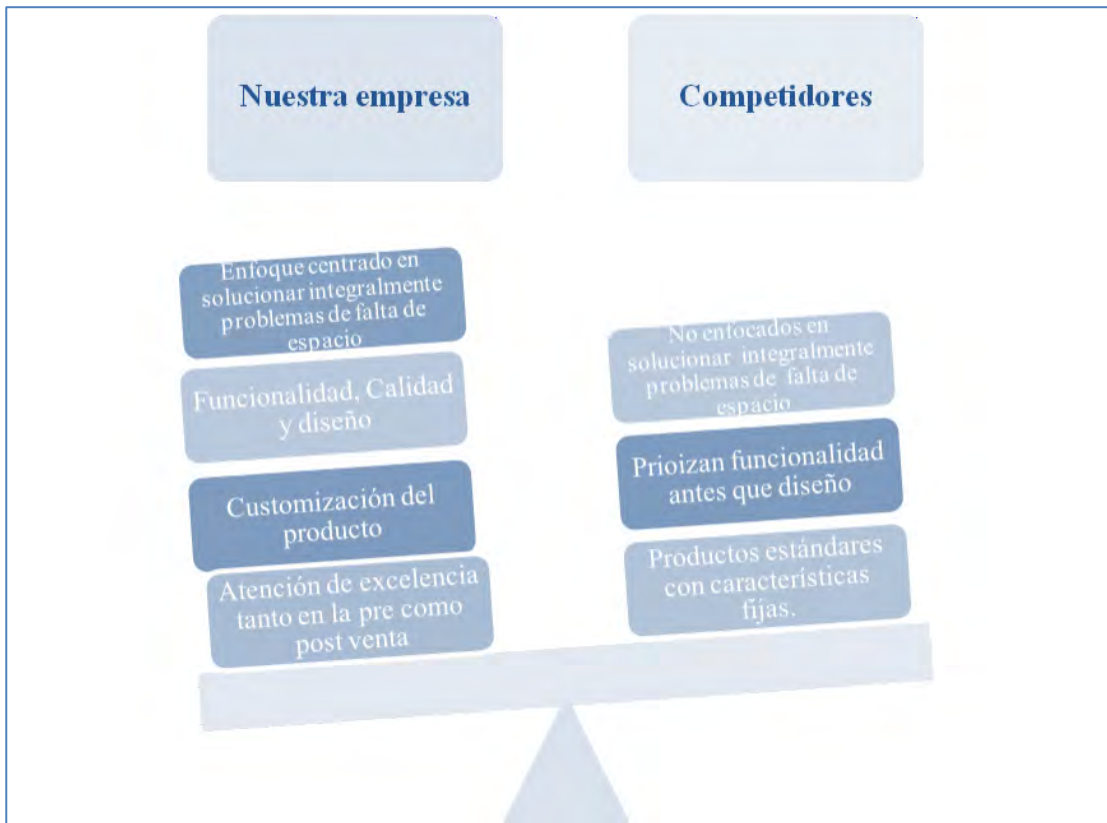 Nuestra empresa
Competidores
Enfoque centrado en
solucionar integralmente
problemas de falta de
espacio
Funcionalidad, Calidad
y diseño
Customización del
producto
Atención de excelencia
tanto en la pre como
post venta
No enfocados en
solucionar integralmente
problemas de falta de
espacio
Prioizan funcionalidad
antes que diseño
Productos estándares
con características
fijas.